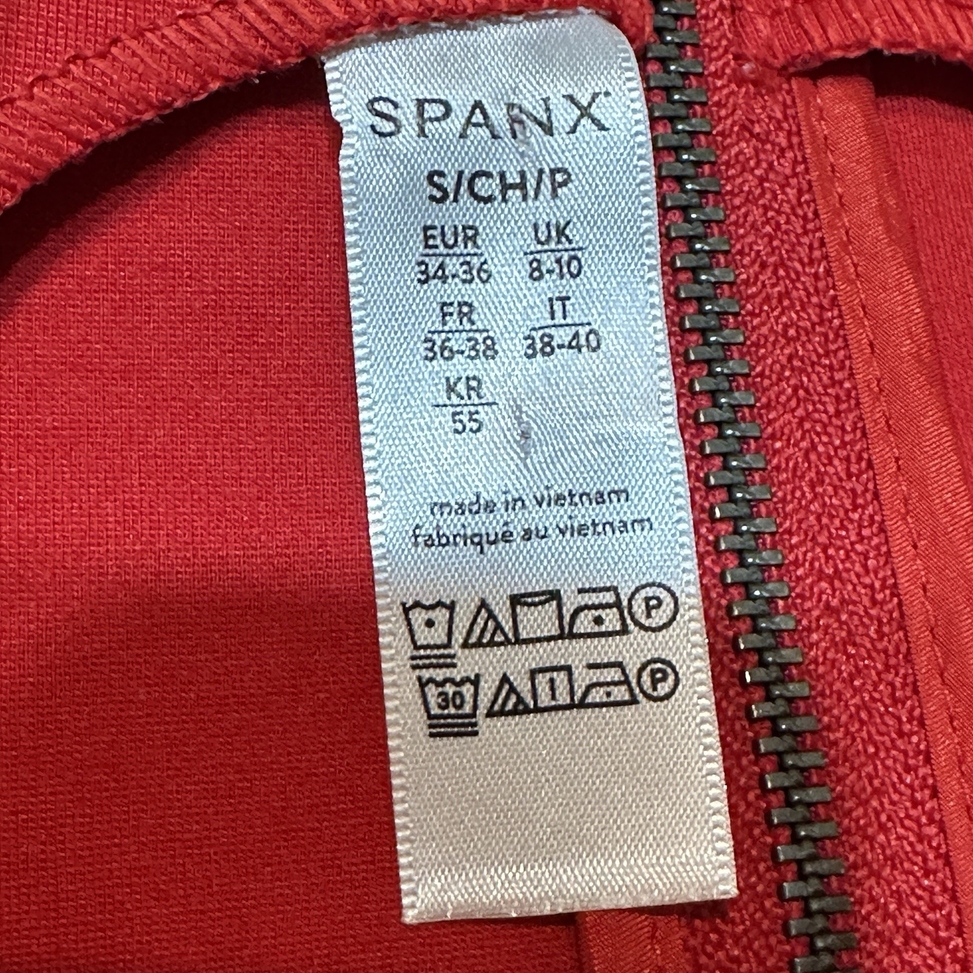 SPANX
S/CH/P
EUR UK
34-36 8-10
FR IT
36-38 38-40
KR
55
made in vietnam
fabriqué au vietnam
P
30 P